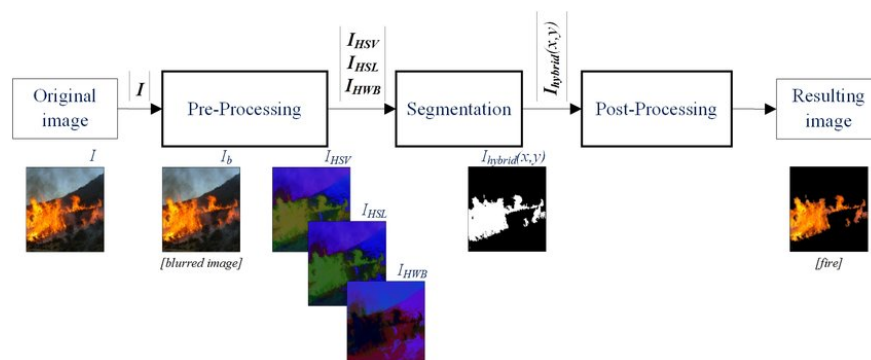 I
I_HSV
I_HSL
I_HWB
I_hybrid(x,y)
Original
image
Pre-Processing
Segmentation
Post-Processing
Resulting
image
I
I_b
I_HSV
I_hybrid(x,y)
I_HSL
[blurred image]
[fire]
I_HWB